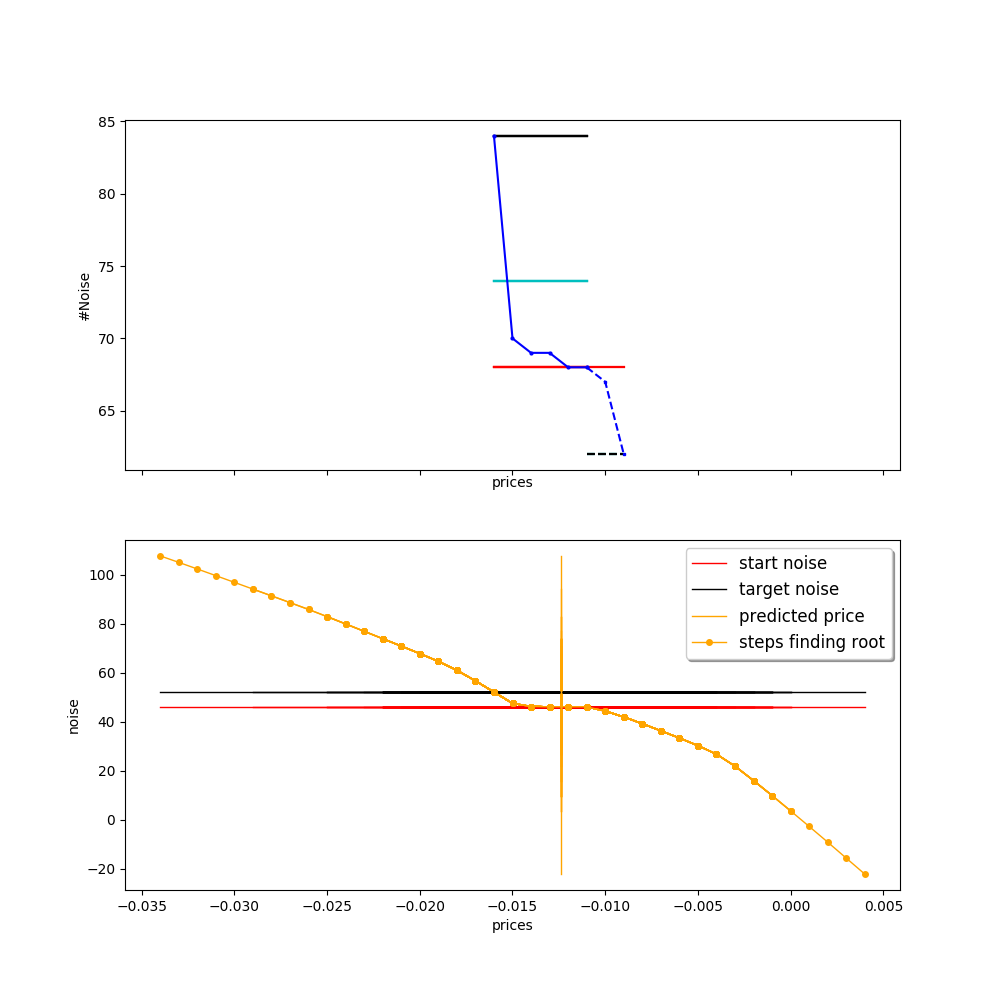 85
80
75
70
65
#Noise
prices
100
80
60
40
20
0
−20
noise
start noise
target noise
predicted price
steps finding root
−0.035 −0.030 −0.025 −0.020 −0.015 −0.010 −0.005 0.000 0.005
prices